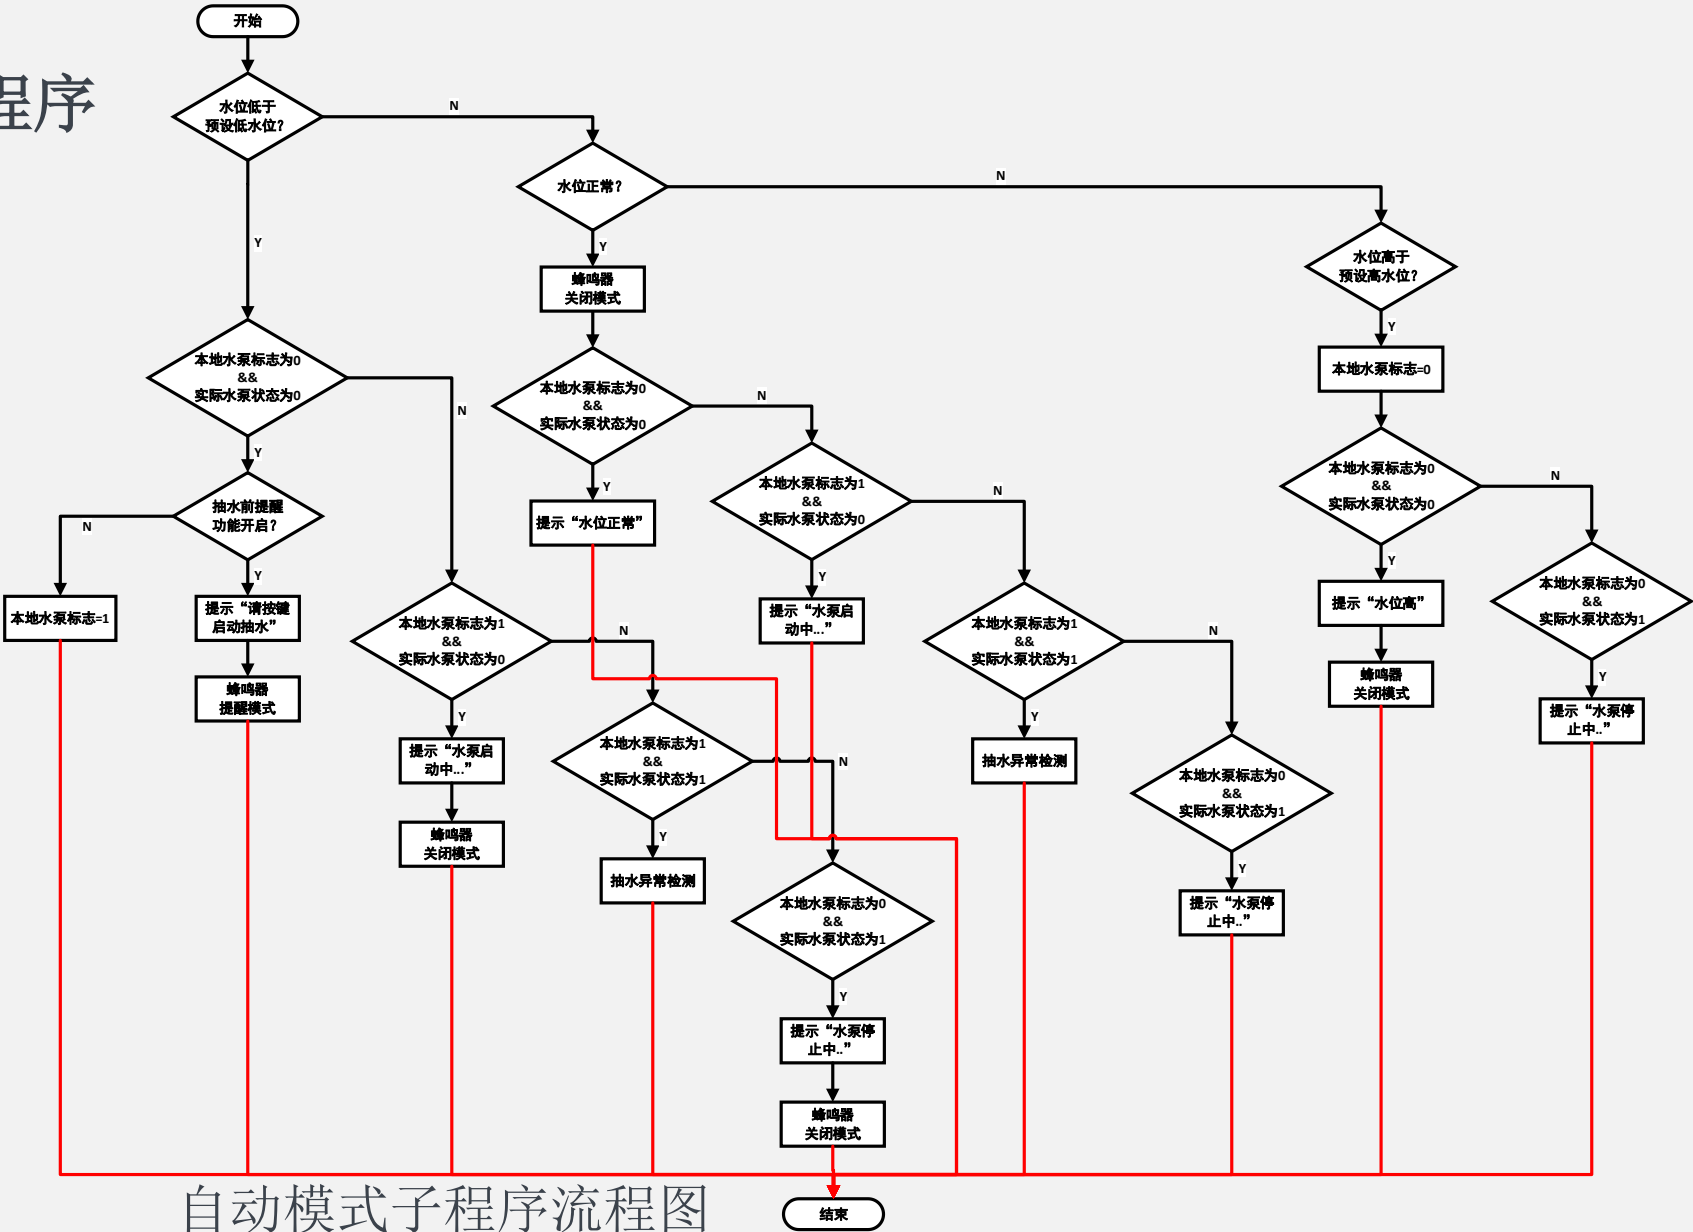 开始
程序
水位低于
预设低水位?
N
水位正常?
N
Y
Y
水位高于
预设高水位?
蜂鸣器
关闭模式
Y
本地水泵标志为0
&&
实际水泵状态为0
N
本地水泵标志为0
&&
实际水泵状态为0
N
本地水泵标志=0
Y
抽水前提醒
功能开启?
N
Y
提示“水位正常”
本地水泵标志为1
&&
实际水泵状态为0
N
本地水泵标志为0
&&
实际水泵状态为0
N
Y
本地水泵标志=1
提示“请按键
启动抽水”
Y
提示“水泵启
动中...”
Y
提示“水位高”
本地水泵标志为0
&&
实际水泵状态为1
蜂鸣器
提醒模式
本地水泵标志为1
&&
实际水泵状态为0
N
本地水泵标志为1
&&
实际水泵状态为1
N
蜂鸣器
关闭模式
Y
提示“水泵停
止中..”
Y
提示“水泵启
动中...”
本地水泵标志为1
&&
实际水泵状态为1
N
Y
抽水异常检测
本地水泵标志为0
&&
实际水泵状态为1
蜂鸣器
关闭模式
Y
抽水异常检测
本地水泵标志为0
&&
实际水泵状态为1
Y
提示“水泵停
止中..”
Y
提示“水泵停
止中..”
蜂鸣器
关闭模式
自动模式子程序流程图
结束